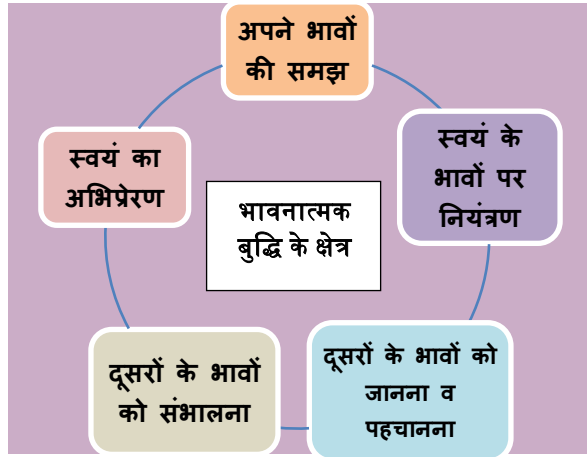 अपने भावों
की समझ
स्वयं के
भावों पर
नियंत्रण
दूसरों के भावों को
जानना व
पहचानना
दूसरों के भावों
को संभालना
स्वयं का
अभिप्रेरण
भावनात्मक
बुद्धि के क्षेत्र